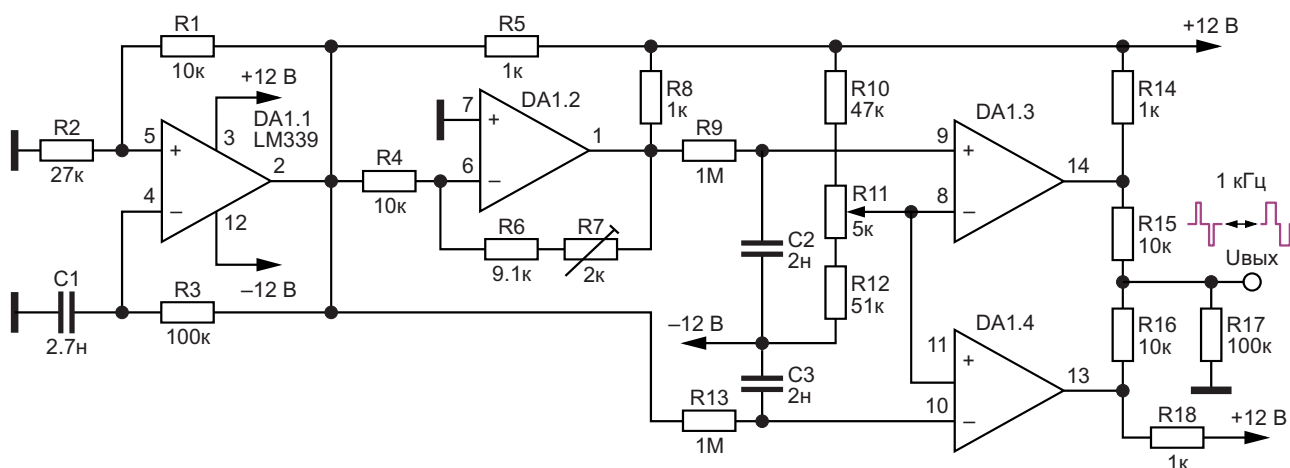 R1
10к
R5
1к
+12 В
+12 В
DA1.1
LM339
R2
27к
5
+
3
2
4
–
12
–12 В
C1
2.7н
R3
100к
R4
10к
DA1.2
7
+
6
–
1
R6
9.1к
R7
2к
R8
1к
R9
1М
R10
47к
R11
5к
R12
51к
C2
2н
–12 В
C3
2н
R13
1М
DA1.3
9
+
8
–
14
DA1.4
11
+
10
–
13
R14
1к
R15
10к
R16
10к
R17
100к
1 кГц
Uвых
R18
1к
+12 В